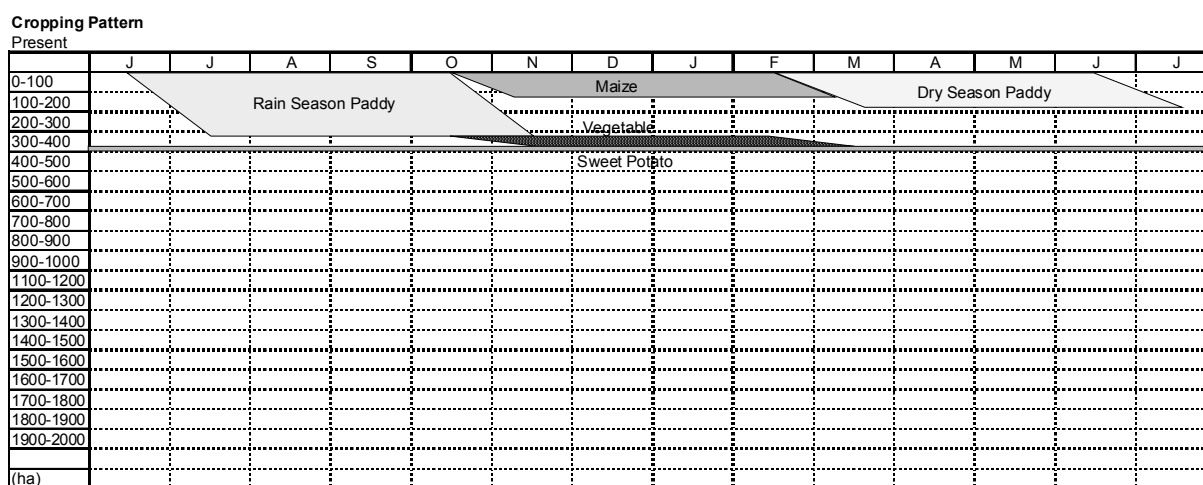 Cropping Pattern
Present
J J A S O N D J F M A M J J
0-100
Maize
Dry Season Paddy
100-200
Rain Season Paddy
200-300
Vegetable
300-400
400-500
Sweet Potato
500-600
600-700
700-800
800-900
900-1000
1100-1200
1200-1300
1300-1400
1400-1500
1500-1600
1600-1700
1700-1800
1800-1900
1900-2000
(ha)